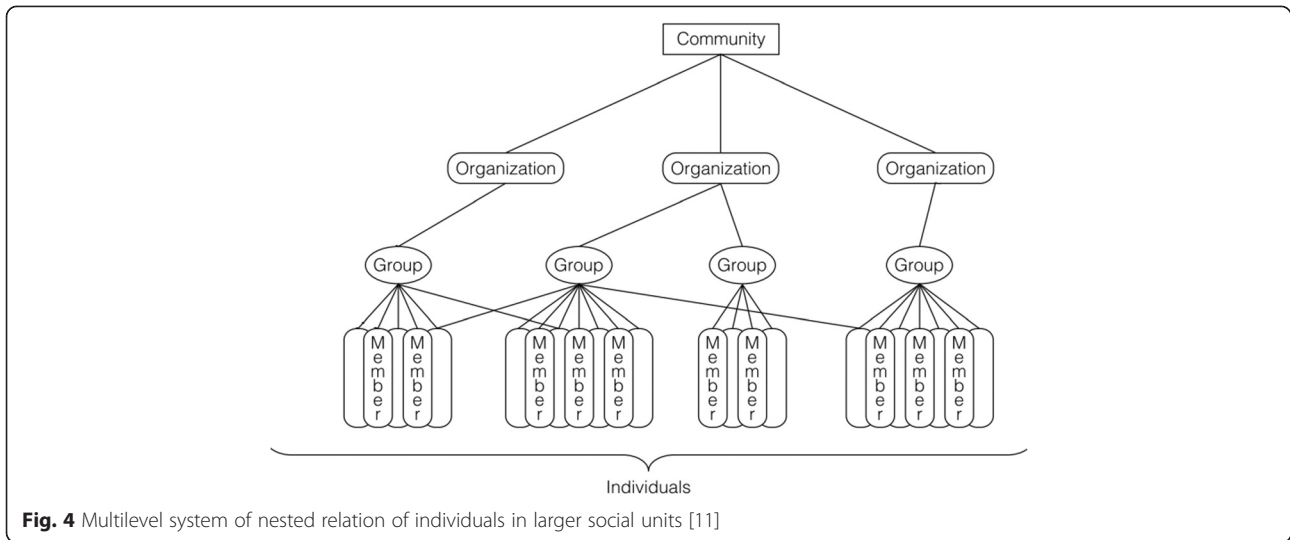 Community
Organization Organization Organization
Group Group Group Group
Member Member Member Member Member Member Member Member Member Member
Individuals
Fig. 4 Multilevel system of nested relation of individuals in larger social units [11]